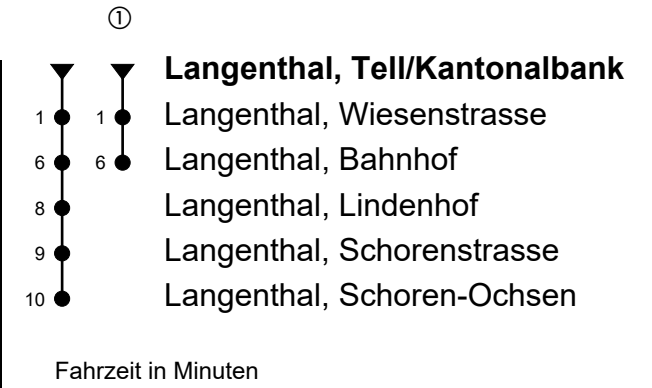 ①
Langenthal, Tell/Kantonalbank
1 1 Langenthal, Wiesenstrasse
6 6 Langenthal, Bahnhof
8 Langenthal, Lindenhof
9 Langenthal, Schorenstrasse
10 Langenthal, Schoren-Ochsen
Fahrzeit in Minuten